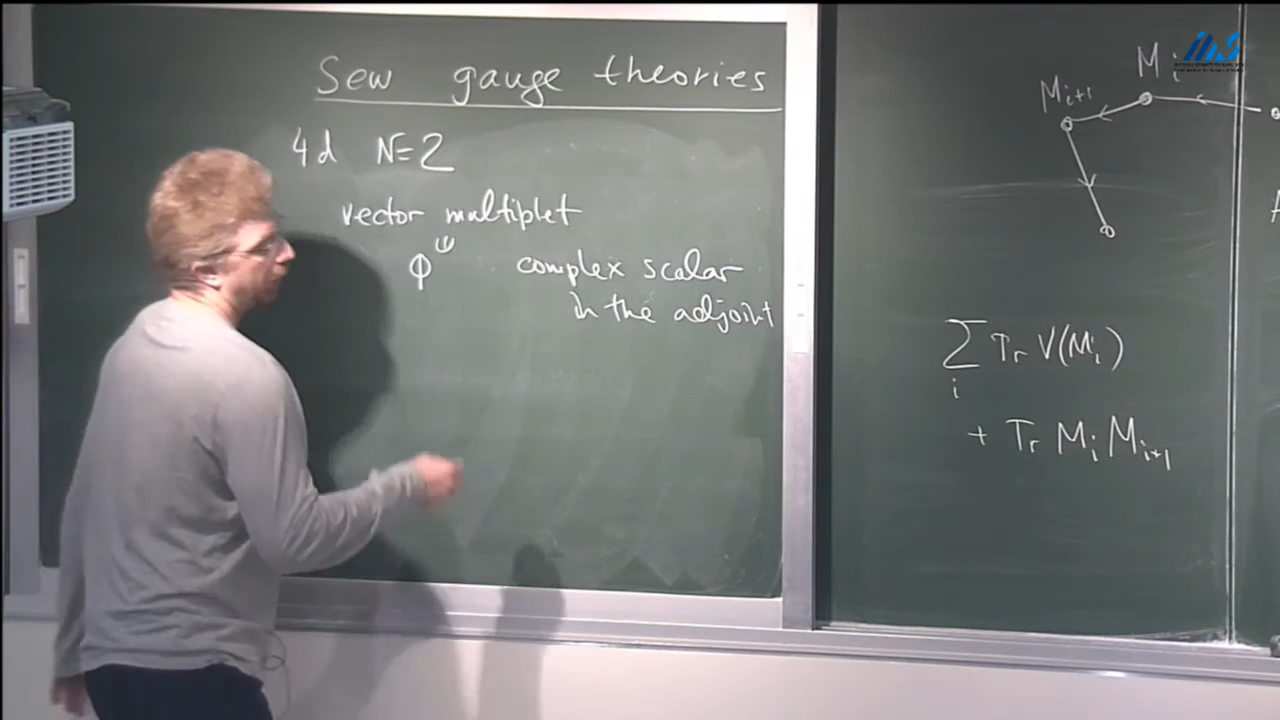 Sew gauge theories
4d N=2
vector multiplet
ψ
ϕ complex scalar
in the adjoint
M_{i+1} M_i
∑_i Tr V(M_i)
+ Tr M_i M_{i+1}